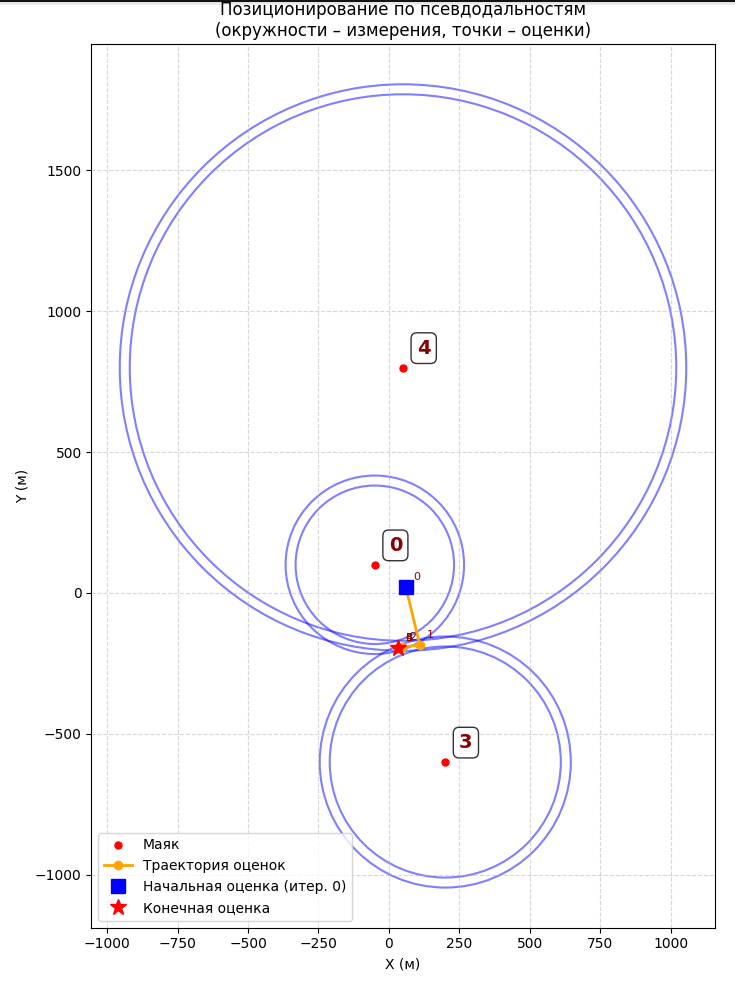 Позиционирование по псевдодальностям
(окружности – измерения, точки – оценки)
Y (м)
1500
1000
500
0
−500
−1000
4
0
0
1
2
3
Маяк
Траектория оценок
Начальная оценка (итер. 0)
Конечная оценка
−1000 −750 −500 −250 0 250 500 750 1000
X (м)